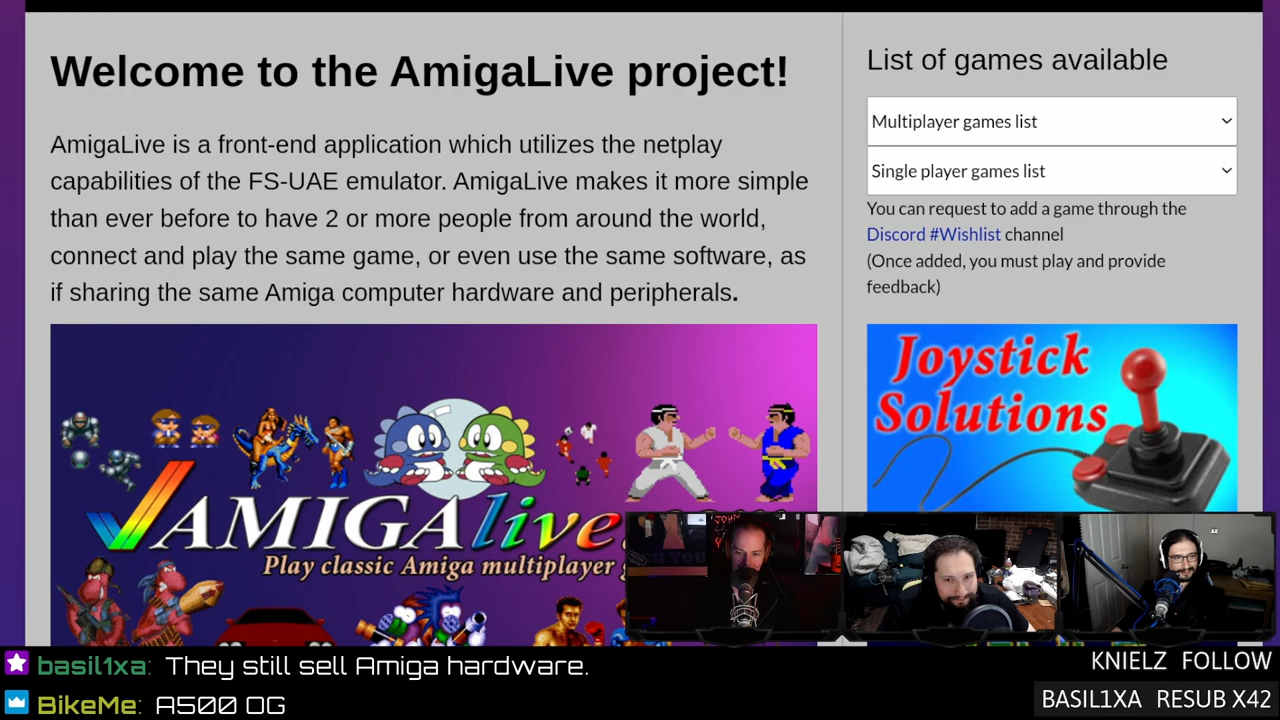 Welcome to the AmigaLive project!
AmigaLive is a front-end application which utilizes the netplay
capabilities of the FS-UAE emulator. AmigaLive makes it more simple
than ever before to have 2 or more people from around the world,
connect and play the same game, or even use the same software, as
if sharing the same Amiga computer hardware and peripherals.
List of games available
Multiplayer games list
Single player games list
You can request to add a game through the
Discord #Wishlist channel
(Once added, you must play and provide
feedback)
AMIGAlive
Play classic Amiga multiplayer
Joystick
Solutions
JOHN
basil1xa: They still sell Amiga hardware.
BikeMe: A500 OG
KNIELZ FOLLOW
BASIL1XA RESUB X42